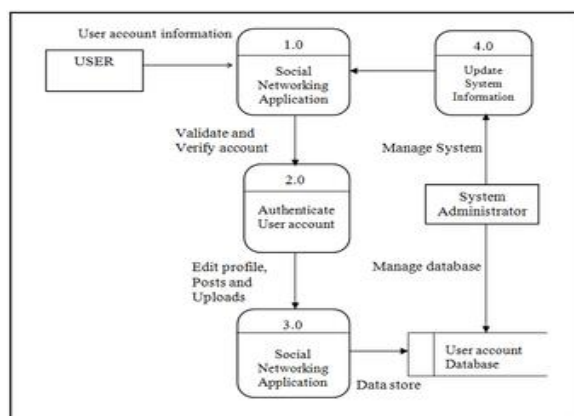 User account information
USER
1.0
Social
Networking
Application
4.0
Update
System
Information
Validate and
Verify account
Manage System
2.0
Authenticate
User account
System
Administrator
Edit profile,
Posts and
Uploads
Manage database
3.0
Social
Networking
Application
Data store
User account
Database